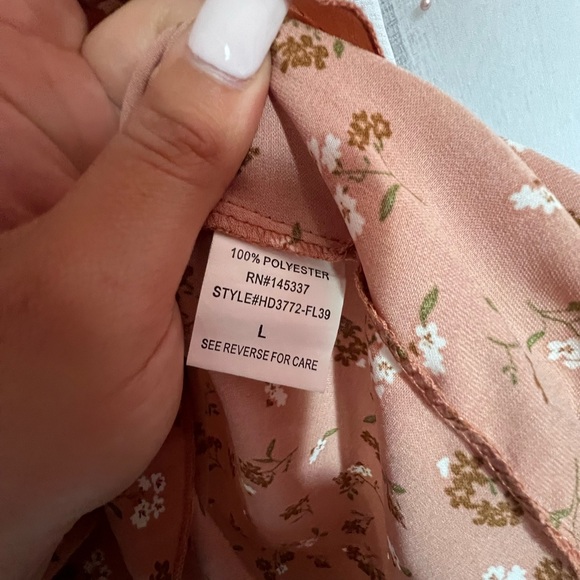 100% POLYESTER
RN#145337
STYLE#HD3772-FL39
L
SEE REVERSE FOR CARE